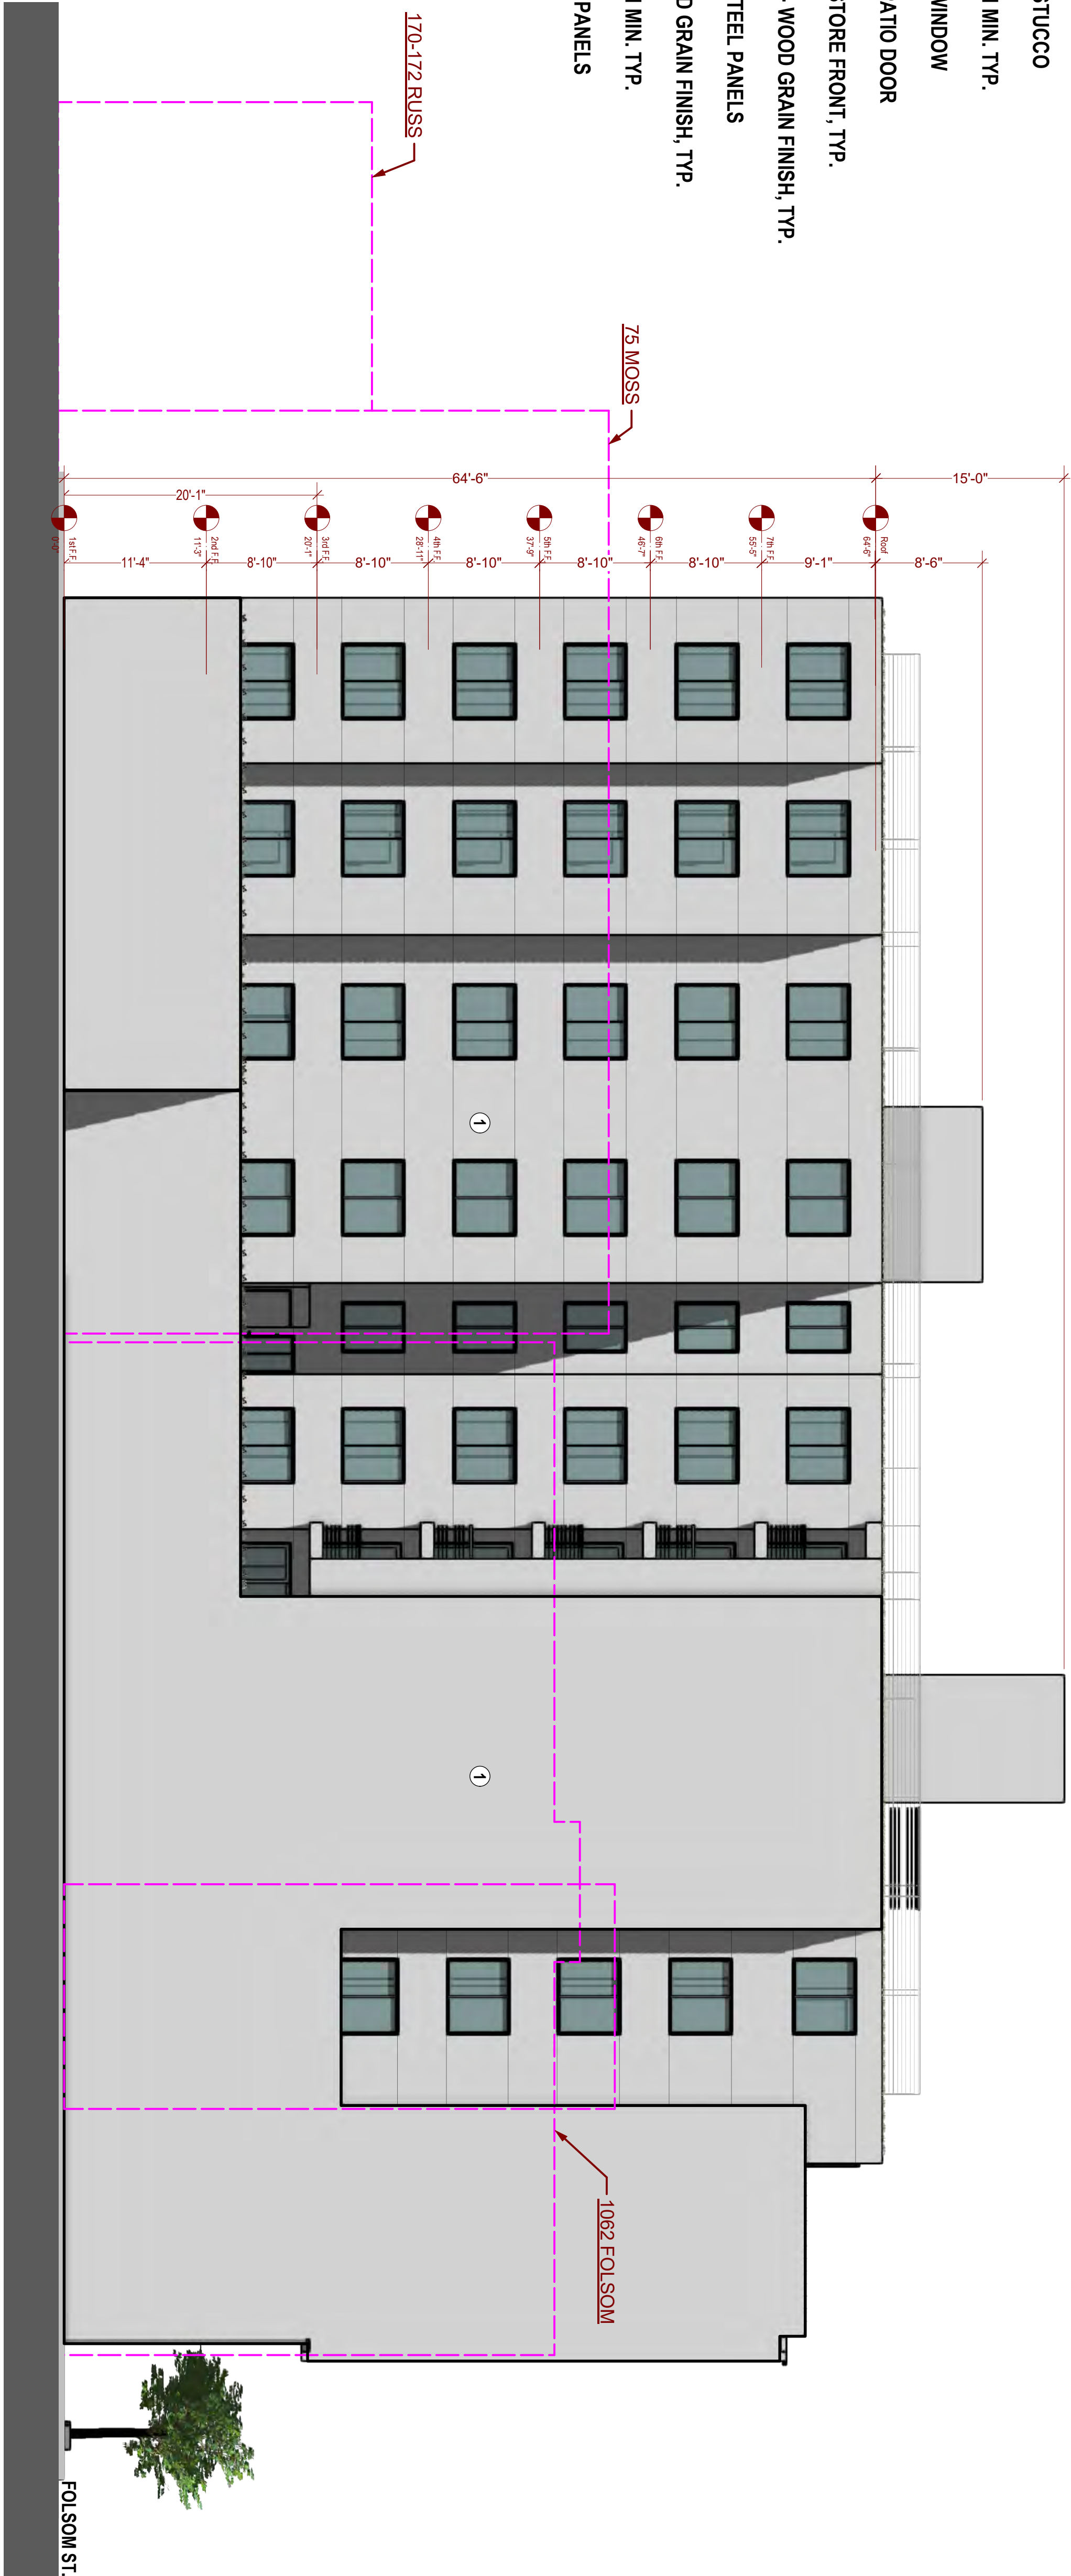 STUCCO
MIN. TYP.
WINDOW
PATIO DOOR
STORE FRONT, TYP.
WOOD GRAIN FINISH, TYP.
STEEL PANELS
D GRAIN FINISH, TYP.
MIN. TYP.
PANELS
170-172 RUSS
75 MOSS
1062 FOLSOM
15'-0"
64'-6"
20'-1"
8'-6"
9'-1"
8'-10"
8'-10"
8'-10"
8'-10"
8'-10"
11'-4"
Roof
64'-6"
7th F.F.
55'-5"
6th F.F.
46'-7"
5th F.F.
37'-9"
4th F.F.
28'-11"
3rd F.F.
20'-1"
2nd F.F.
11'-3"
1st F.F.
0'-0"
1
1
FOLSOM ST.